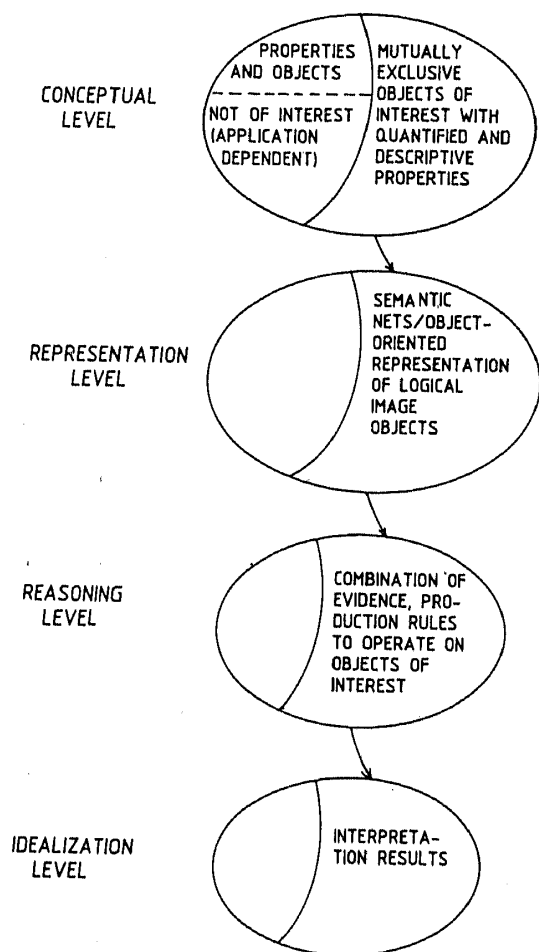 CONCEPTUAL
LEVEL
PROPERTIES
AND OBJECTS
NOT OF INTEREST
(APPLICATION
DEPENDENT)
MUTUALLY
EXCLUSIVE
OBJECTS OF
INTEREST WITH
QUANTIFIED AND
DESCRIPTIVE
PROPERTIES
REPRESENTATION
LEVEL
SEMANTIC
NETS/OBJECT-
ORIENTED
REPRESENTATION
OF LOGICAL
IMAGE
OBJECTS
REASONING
LEVEL
COMBINATION OF
EVIDENCE, PRO-
DUCTION RULES
TO OPERATE ON
OBJECTS OF
INTEREST
IDEALIZATION
LEVEL
INTERPRETA-
TION RESULTS